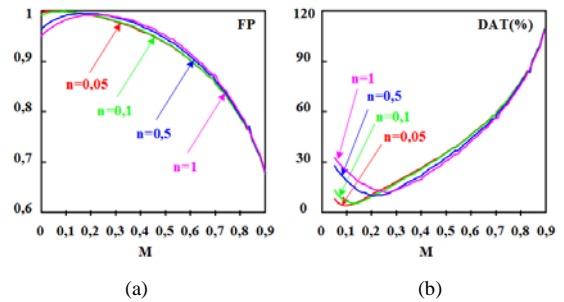 1
FP
0,9
0,8
0,7
0,6
n=0,05
n=0,1
n=0,5
n=1
0 0,1 0,2 0,3 0,4 0,5 0,6 0,7 0,8 0,9
M
(a)
120
DAT(%)
90
60
30
0
n=1
n=0,5
n=0,1
n=0,05
0 0,1 0,2 0,3 0,4 0,5 0,6 0,7 0,8 0,9
M
(b)